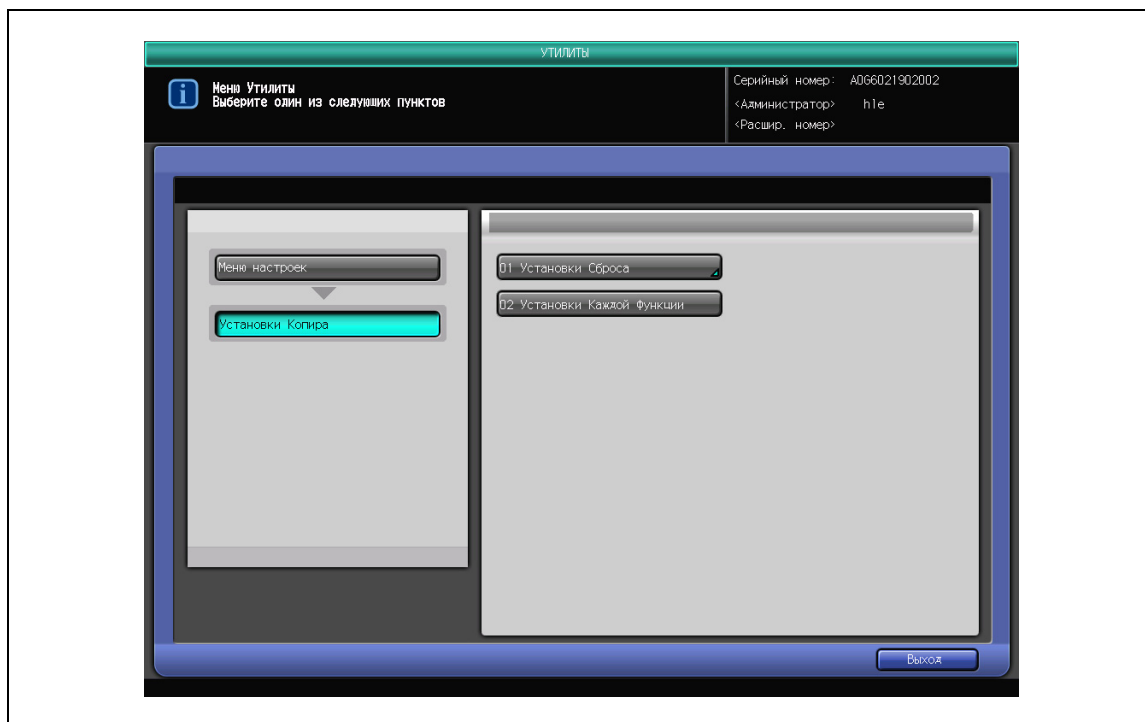 УТИЛИТЫ
Меню Утилиты
Выберите один из следующих пунктов
Серийный номер: A0G6021902002
<Администратор> hle
<Расшир. номер>
Меню настроек
Установки Копира
01 Установки Сброса
02 Установки Каждой Функции
Выход